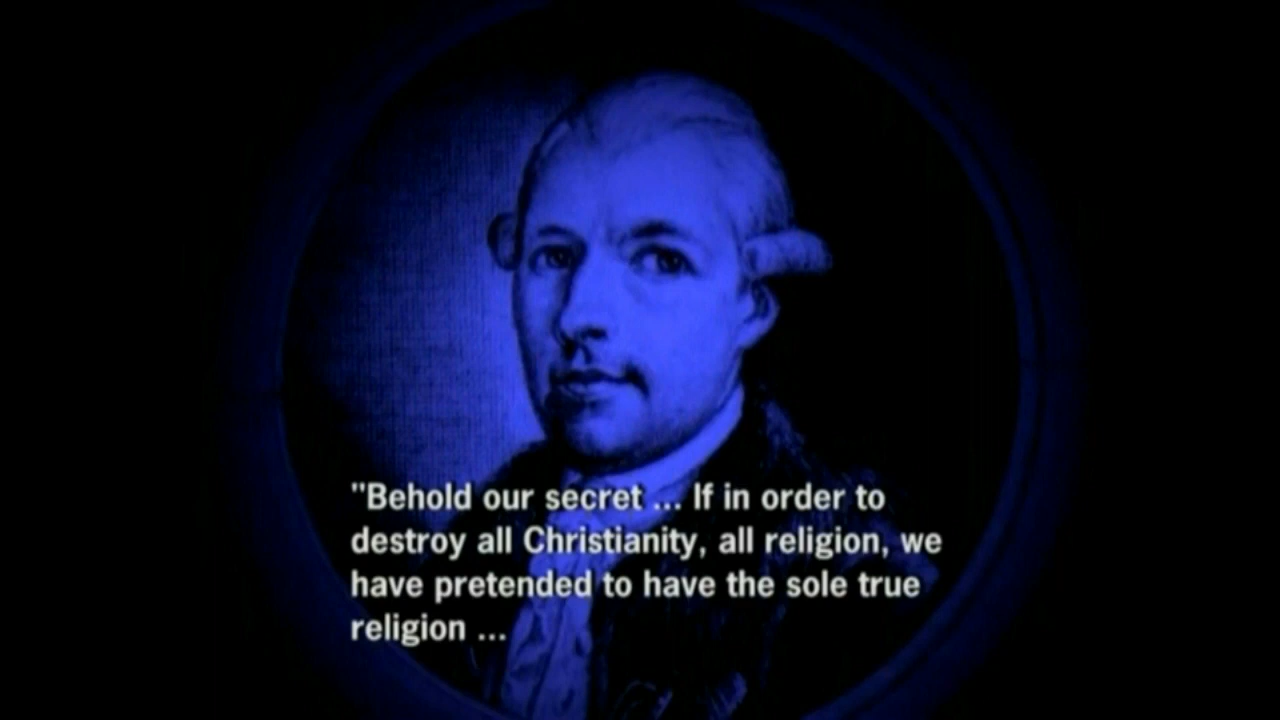 "Behold our secret ... If in order to
destroy all Christianity, all religion, we
have pretended to have the sole true
religion ...